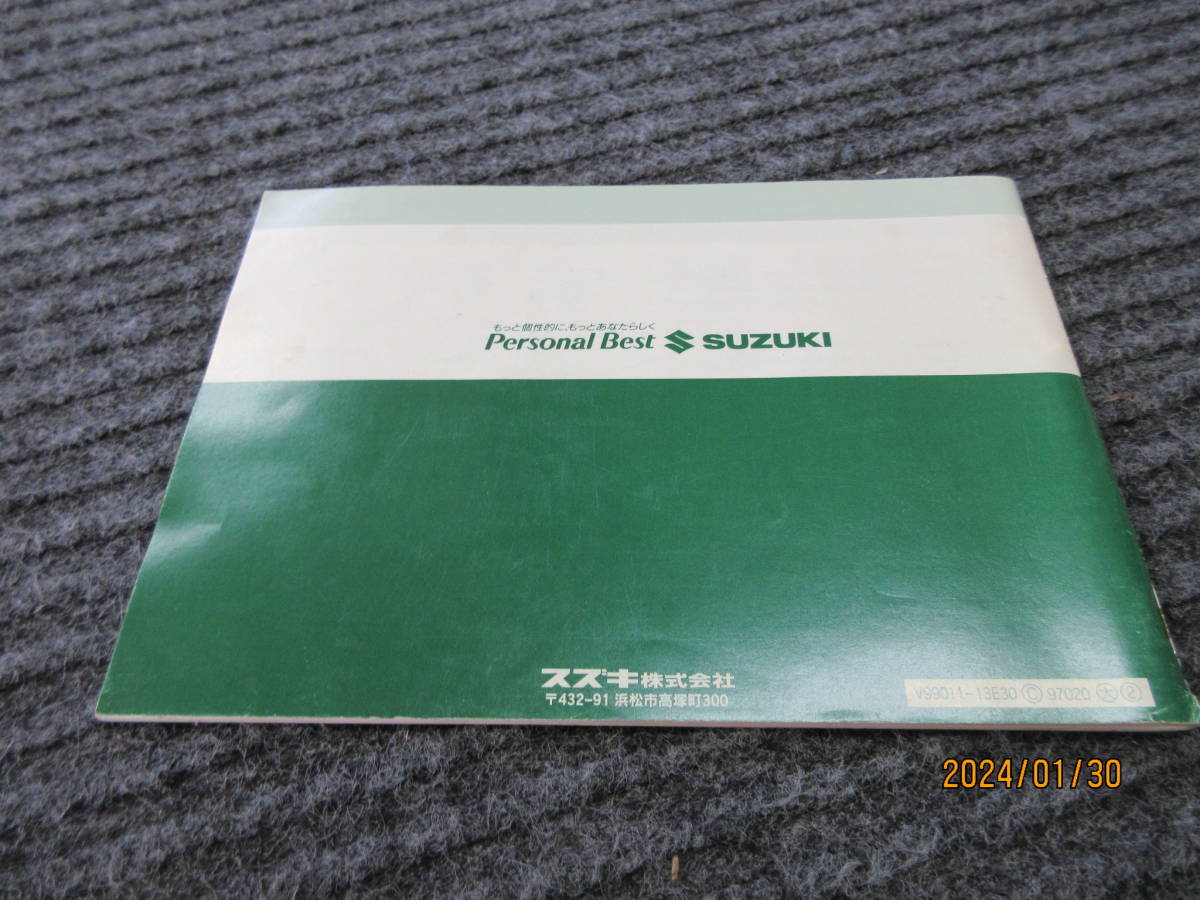 もっと個性的に、もっとあなたらしく
Personal Best SUZUKI
スズキ株式会社
〒432-91 浜松市高塚町300
V99011-13E30 Ⓒ 97020 大 ②
2024/01/30